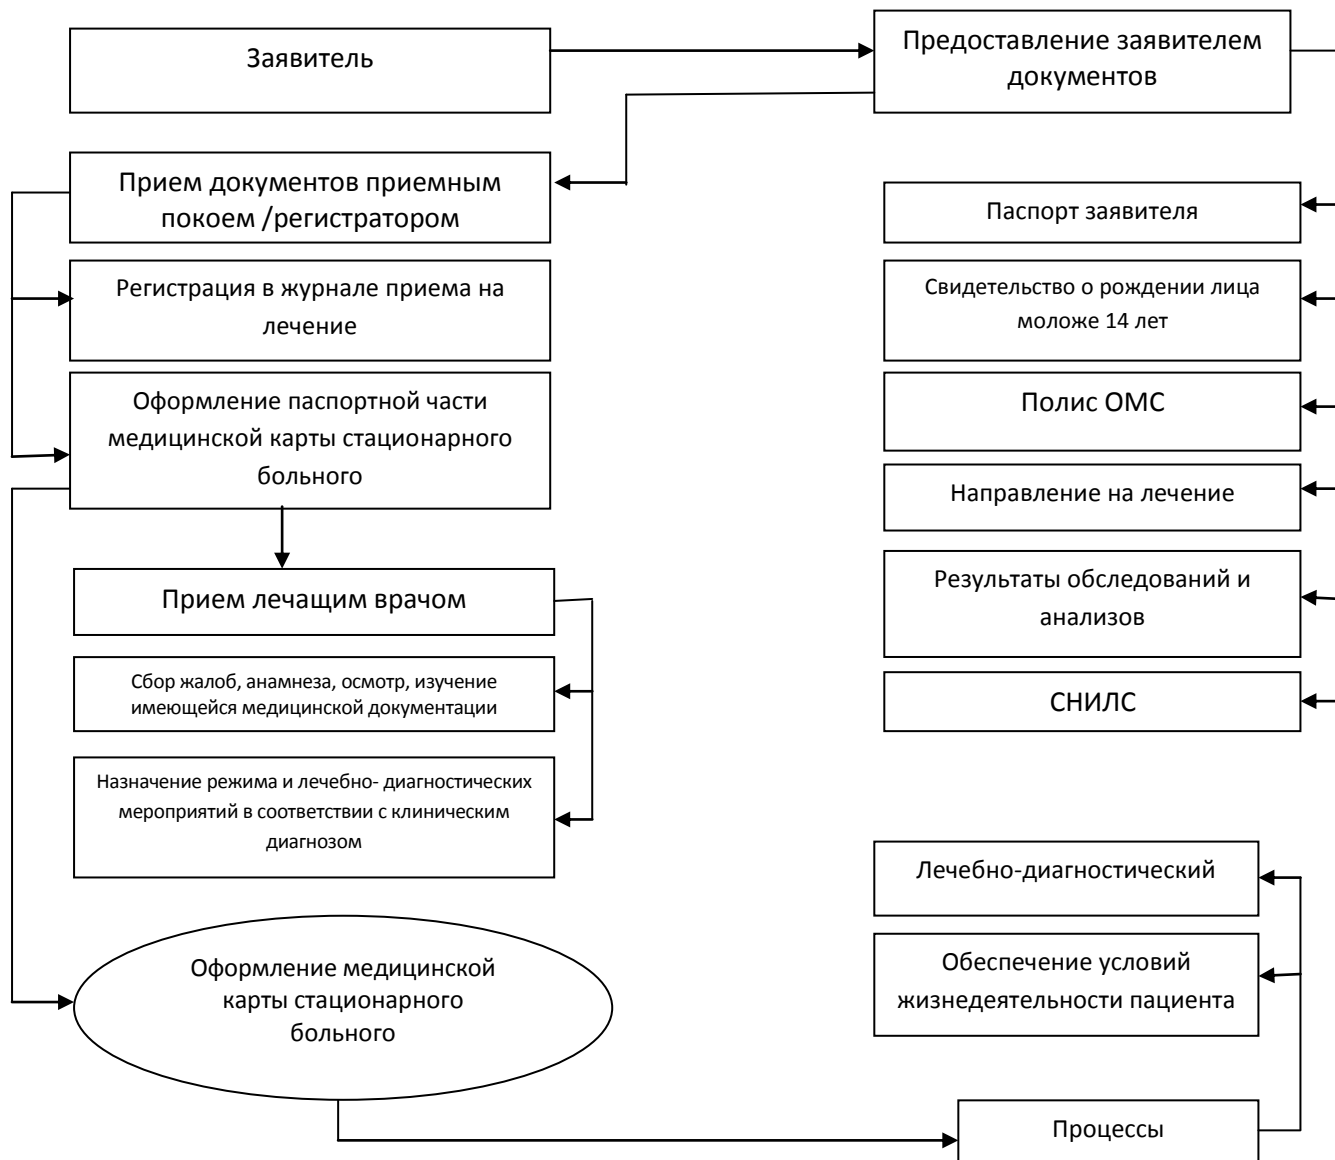 Заявитель
Предоставление заявителем
документов
Прием документов приемным
покоем /регистратором
Регистрация в журнале приема на
лечение
Оформление паспортной части
медицинской карты стационарного
больного
Прием лечащим врачом
Сбор жалоб, анамнеза, осмотр, изучение
имеющейся медицинской документации
Назначение режима и лечебно- диагностических
мероприятий в соответствии с клиническим
диагнозом
Оформление медицинской
карты стационарного
больного
Паспорт заявителя
Свидетельство о рождении лица
моложе 14 лет
Полис ОМС
Направление на лечение
Результаты обследований и
анализов
СНИЛС
Лечебно-диагностический
Обеспечение условий
жизнедеятельности пациента
Процессы